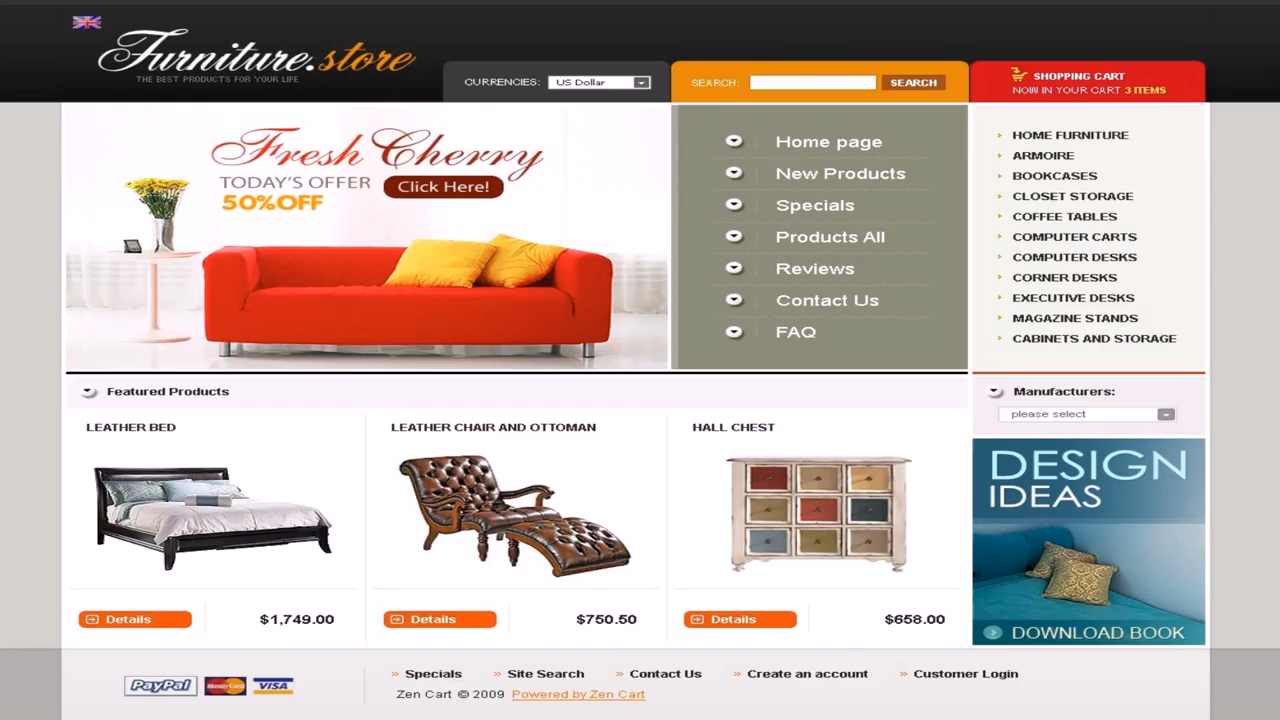 Furniture.store
THE BEST PRODUCTS FOR YOUR LIFE
CURRENCIES: US Dollar
SEARCH: SEARCH
SHOPPING CART
NOW IN YOUR CART 3 ITEMS
Fresh Cherry
TODAY'S OFFER
Click Here!
50%OFF
Home page
New Products
Specials
Products All
Reviews
Contact Us
FAQ
HOME FURNITURE
ARMOIRE
BOOKCASES
CLOSET STORAGE
COFFEE TABLES
COMPUTER CARTS
COMPUTER DESKS
CORNER DESKS
EXECUTIVE DESKS
MAGAZINE STANDS
CABINETS AND STORAGE
Featured Products
Manufacturers:
please select
LEATHER BED
LEATHER CHAIR AND OTTOMAN
HALL CHEST
Details
$1,749.00
Details
$750.50
Details
$658.00
DESIGN
IDEAS
DOWNLOAD BOOK
PayPal
MasterCard
VISA
Specials
Site Search
Contact Us
Create an account
Customer Login
Zen Cart © 2009 Powered by Zen Cart